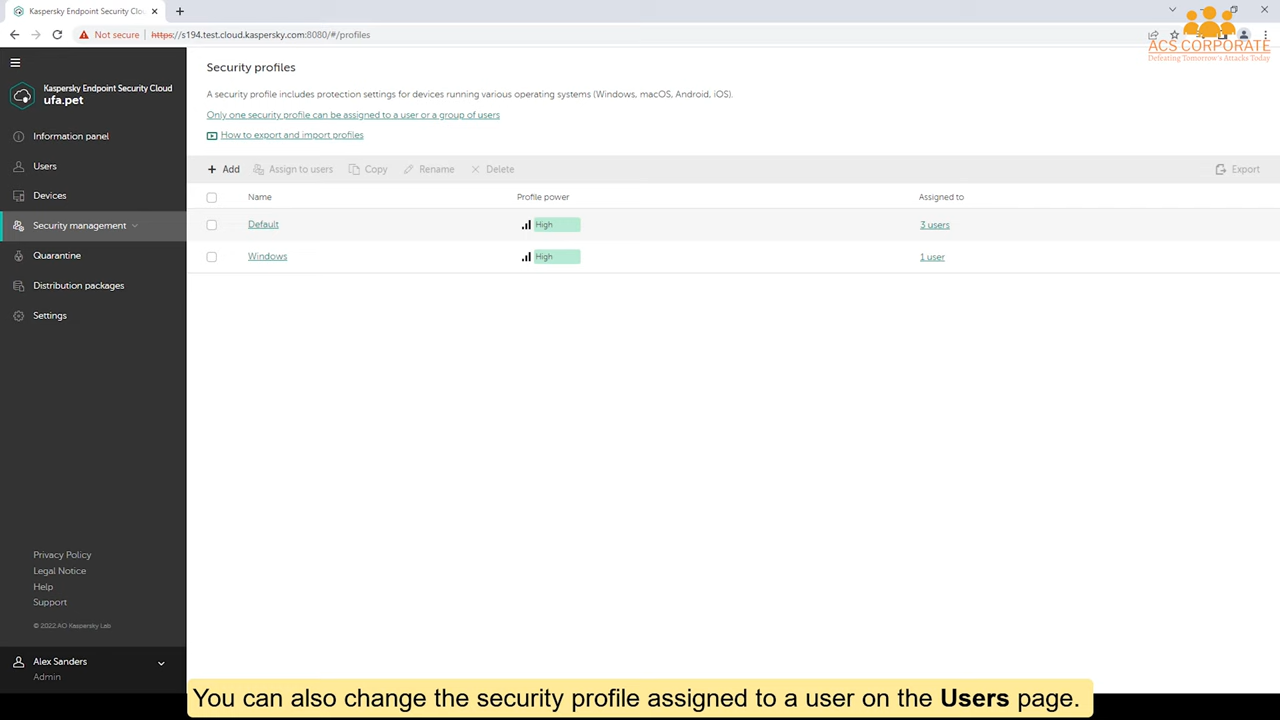 Kaspersky Endpoint Security Clou
Not secure
https://s194.test.cloud.kaspersky.com:8080/#/profiles
ACS CORPORATE
Defeating Tomorrow's Attacks Today
Kaspersky Endpoint Security Cloud
ufa.pet
Information panel
Users
Devices
Security management
Quarantine
Distribution packages
Settings
Privacy Policy
Legal Notice
Help
Support
© 2022 AO Kaspersky Lab
Alex Sanders
Admin
Security profiles
A security profile includes protection settings for devices running various operating systems (Windows, macOS, Android, iOS).
Only one security profile can be assigned to a user or a group of users
How to export and import profiles
Add Assign to users Copy Rename Delete Export
Name Profile power Assigned to
Default High 3 users
Windows High 1 user
You can also change the security profile assigned to a user on the Users page.